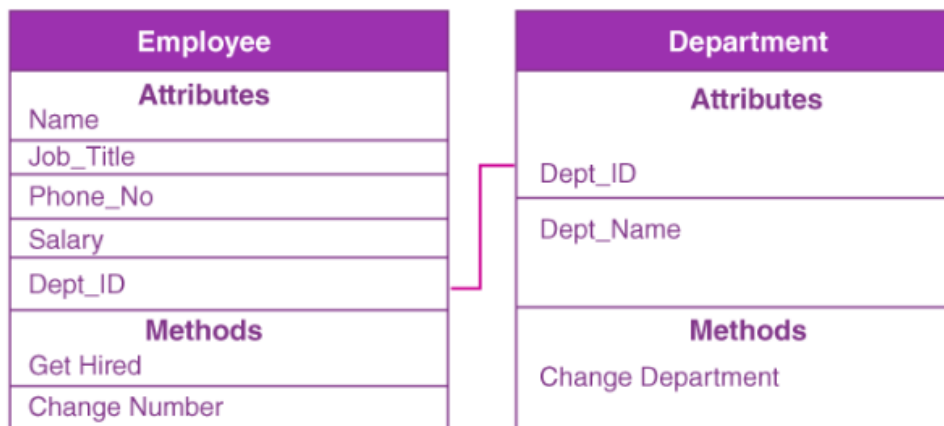 Employee
Attributes
Name
Job_Title
Phone_No
Salary
Dept_ID
Methods
Get Hired
Change Number
Department
Attributes
Dept_ID
Dept_Name
Methods
Change Department